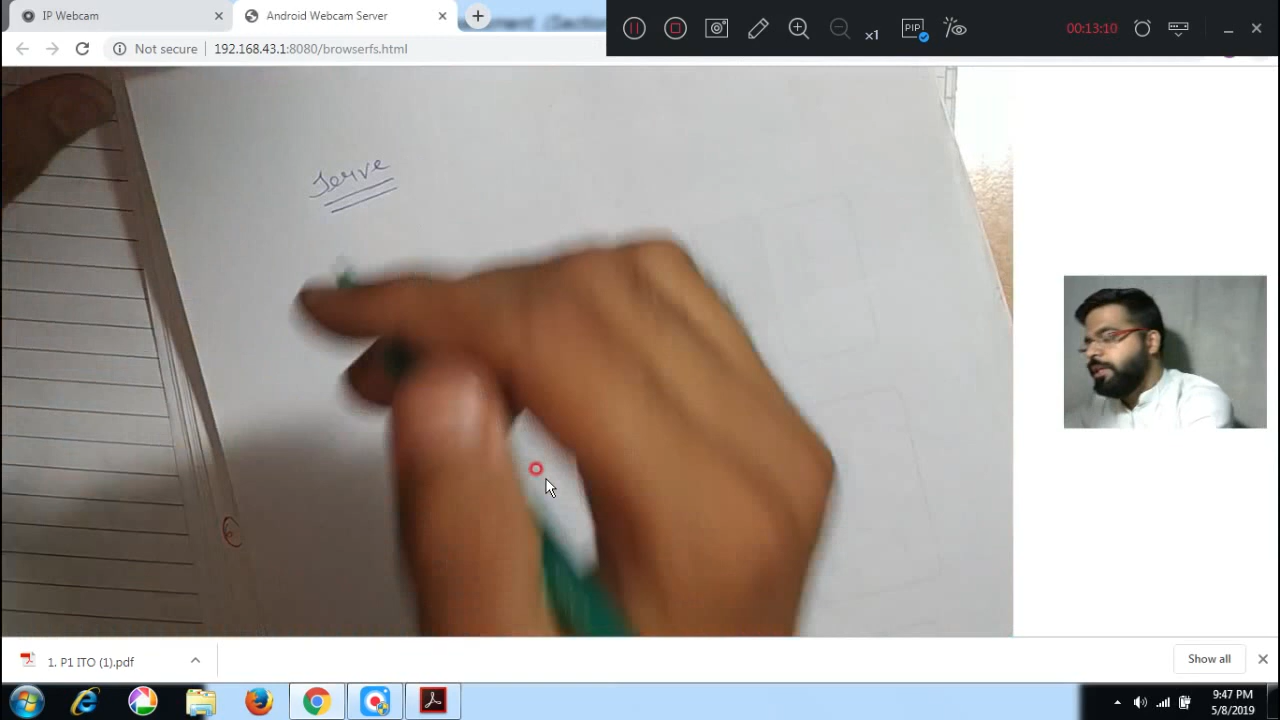 IP Webcam
Android Webcam Server
x1
PIP
00:13:10
Not secure
192.168.43.1:8080/browserfs.html
Serve
6
1. P1 ITO (1).pdf
Show all
9:47 PM
5/8/2019